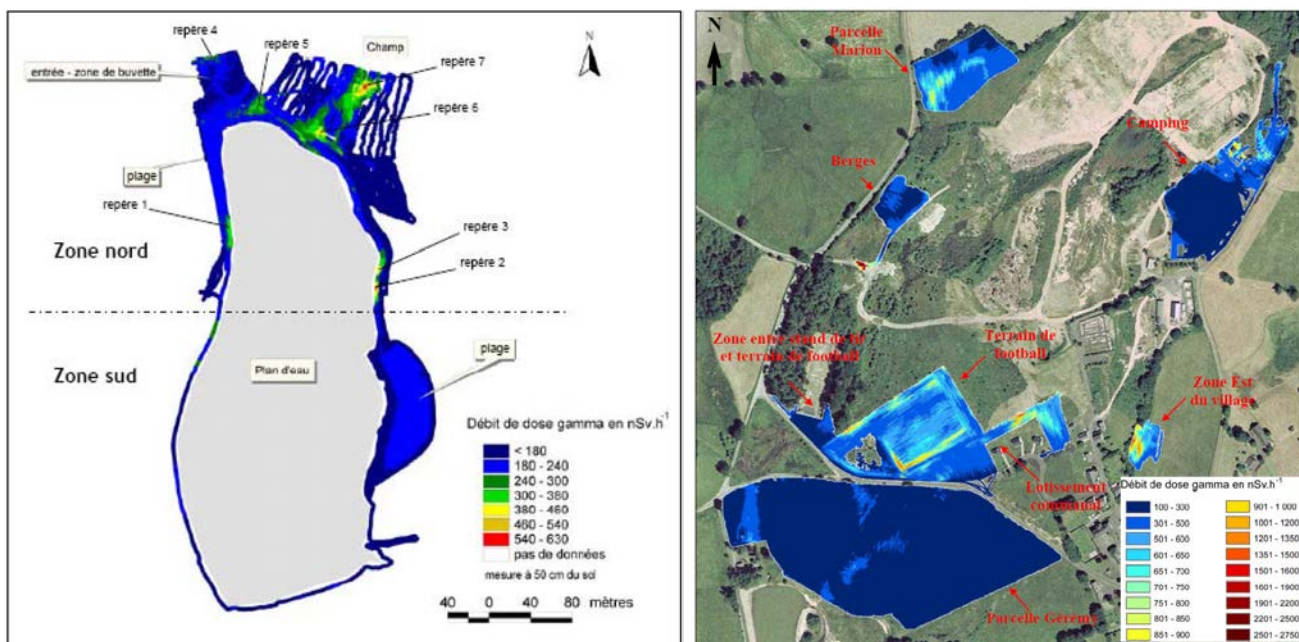 repère 4
repère 5
Champ
N
repère 7
entrée - zone de buvette
repère 6
plage
repère 1
repère 3
Zone nord
repère 2
Zone sud
plage
Plan d'eau
Débit de dose gamma en nSv.h
< 180
180 - 240
240 - 300
300 - 380
380 - 460
460 - 540
540 - 630
pas de données
mesure à 50 cm du sol
40 0 40 80 mètres
N
Parcelle
Marion
Camping
Berges
Zone entre stand de tir
et terrain de football
Terrain de
football
Zone Est
du village
Lotissement
communal
Parcelle Gérémy
Débit de dose gamma en nSv.h⁻¹
100 - 300
301 - 500
501 - 600
601 - 650
651 - 700
701 - 750
751 - 800
851 - 900
901 - 1 000
1001 - 1200
1201 - 1350
1351 - 1500
1501 - 1600
1601 - 1900
1901 - 2200
2201 - 2500
2501 - 2750